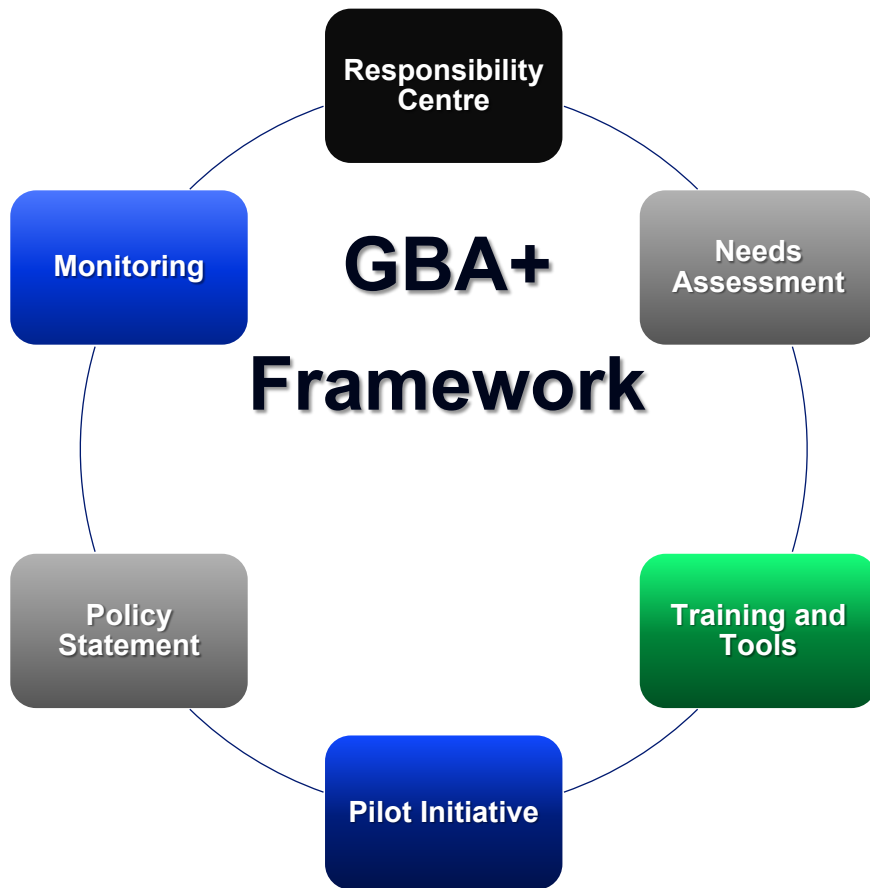 Responsibility
Centre
Monitoring
GBA+
Framework
Needs
Assessment
Policy
Statement
Training and
Tools
Pilot Initiative